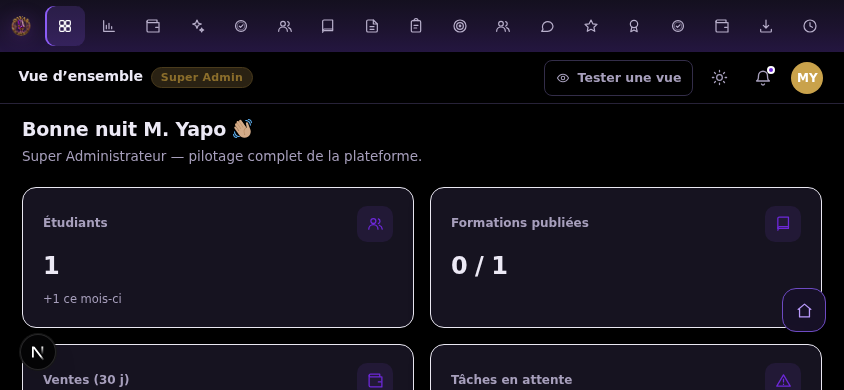 Vue d’ensemble
Super Admin
Tester une vue
MY
Bonne nuit M. Yapo 👋🏽
Super Administrateur — pilotage complet de la plateforme.
Étudiants
1
+1 ce mois-ci
Formations publiées
0 / 1
N
Ventes (30 j)
Tâches en attente